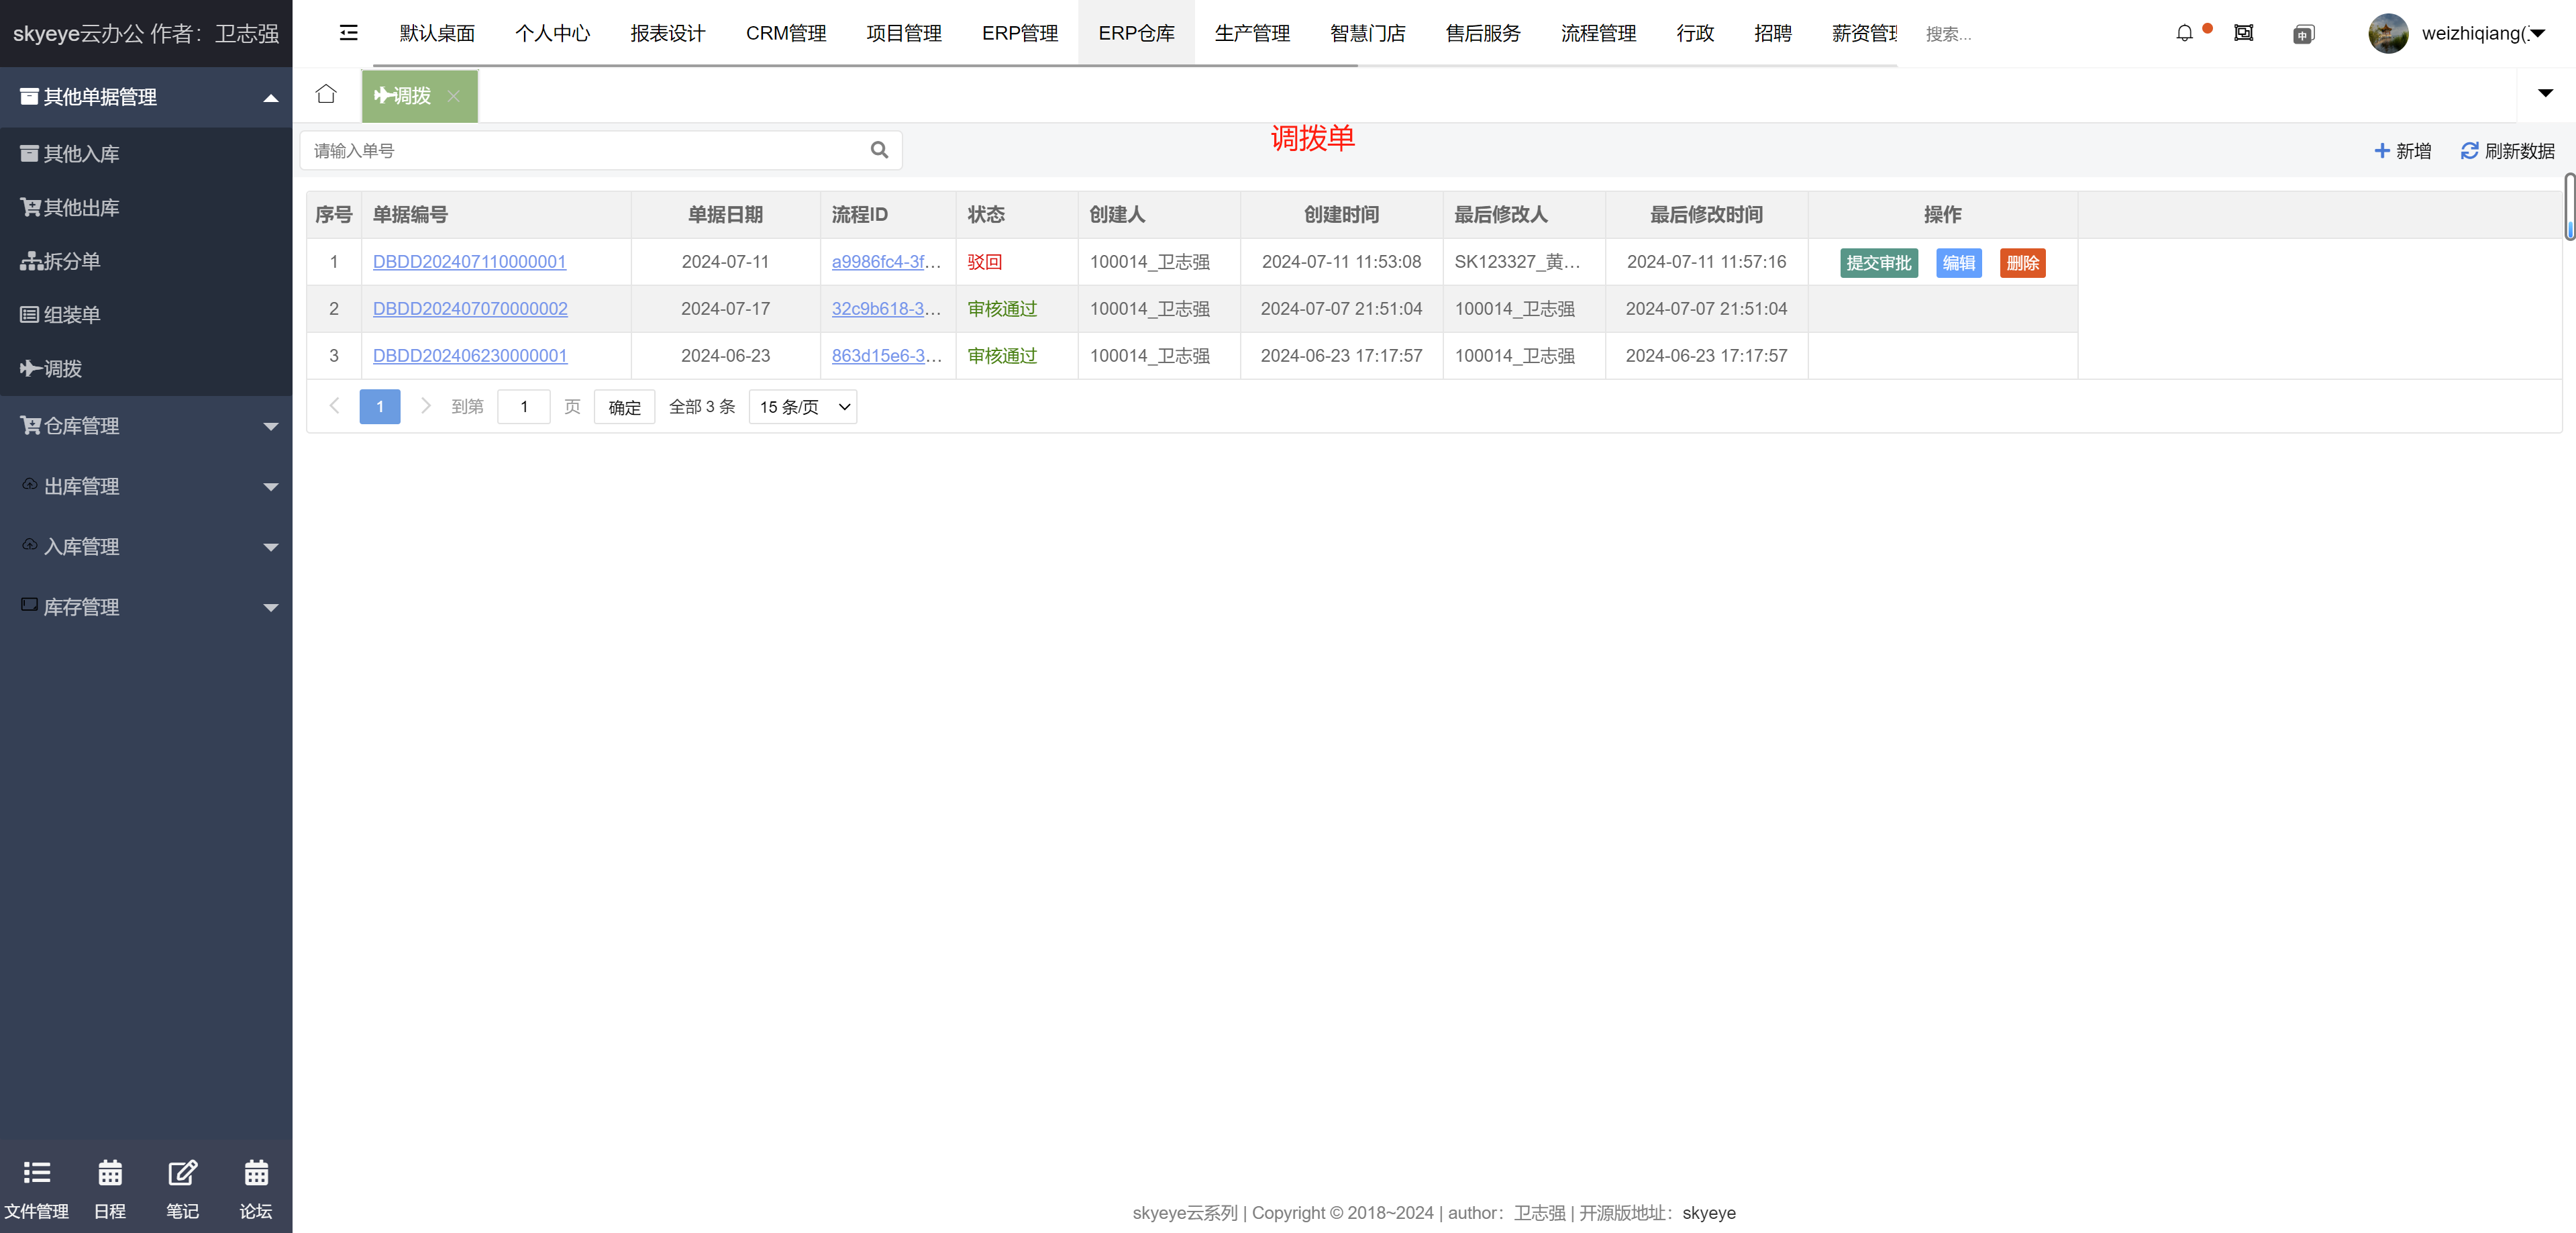 skyeye云办公 作者：卫志强
默认桌面 个人中心 报表设计 CRM管理 项目管理 ERP管理 ERP仓库 生产管理 智慧门店 售后服务 流程管理 行政 招聘 薪资管理 搜索... 中 weizhiqiang(
其他单据管理
其他入库
其他出库
拆分单
组装单
调拨
仓库管理
出库管理
入库管理
库存管理
文件管理 日程 笔记 论坛
调拨
请输入单号
调拨单
新增 刷新数据
序号 单据编号 单据日期 流程ID 状态 创建人 创建时间 最后修改人 最后修改时间 操作
1 DBDD202407110000001 2024-07-11 a9986fc4-3f... 驳回 100014_卫志强 2024-07-11 11:53:08 SK123327_黄... 2024-07-11 11:57:16 提交审批 编辑 删除
2 DBDD202407070000002 2024-07-17 32c9b618-3... 审核通过 100014_卫志强 2024-07-07 21:51:04 100014_卫志强 2024-07-07 21:51:04
3 DBDD202406230000001 2024-06-23 863d15e6-3... 审核通过 100014_卫志强 2024-06-23 17:17:57 100014_卫志强 2024-06-23 17:17:57
1 到第 1 页 确定 全部 3 条 15 条/页
skyeye云系列 | Copyright © 2018~2024 | author：卫志强 | 开源版地址：skyeye